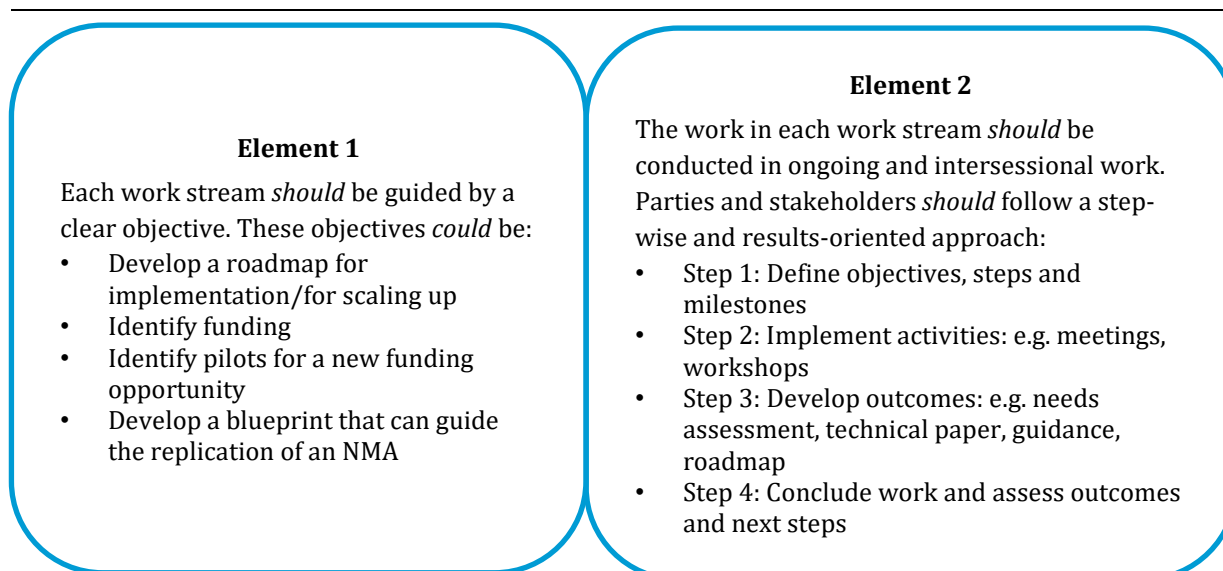 Element 1
Each work stream should be guided by a
clear objective. These objectives could be:
• Develop a roadmap for
implementation/for scaling up
• Identify funding
• Identify pilots for a new funding
opportunity
• Develop a blueprint that can guide
the replication of an NMA
Element 2
The work in each work stream should be
conducted in ongoing and intersessional work.
Parties and stakeholders should follow a step-
wise and results-oriented approach:
• Step 1: Define objectives, steps and
milestones
• Step 2: Implement activities: e.g. meetings,
workshops
• Step 3: Develop outcomes: e.g. needs
assessment, technical paper, guidance,
roadmap
• Step 4: Conclude work and assess outcomes
and next steps